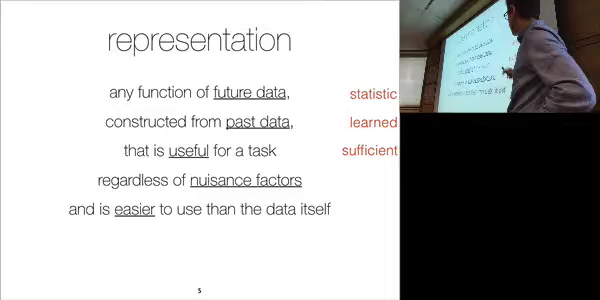 representation
any function of future data, statistic
constructed from past data, learned
that is useful for a task sufficient
regardless of nuisance factors
and is easier to use than the data itself
5